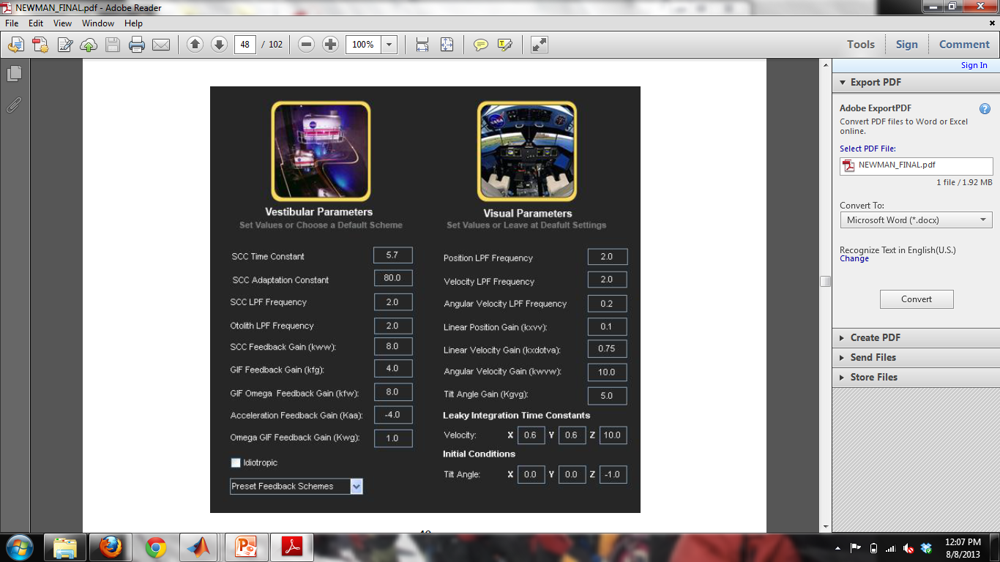 NEWMAN_FINAL.pdf - Adobe Reader
File Edit View Window Help
48 / 102 100% Tools Sign Comment
Sign In
Export PDF
Adobe ExportPDF
Convert PDF files to Word or Excel
online.
Select PDF File:
NEWMAN_FINAL.pdf
1 file / 1.92 MB
Convert To:
Microsoft Word (*.docx)
Recognize Text in English(U.S.)
Change
Convert
Create PDF
Send Files
Store Files
NASA
Vestibular Parameters
Set Values or Choose a Default Scheme
SCC Time Constant 5.7
SCC Adaptation Constant 80.0
SCC LPF Frequency 2.0
Otolith LPF Frequency 2.0
SCC Feedback Gain (kww): 8.0
GIF Feedback Gain (kfg): 4.0
GIF Omega Feedback Gain (kfw): 8.0
Acceleration Feedback Gain (Kaa): -4.0
Omega GIF Feedback Gain (Kwg): 1.0
Idiotropic
Preset Feedback Schemes
NASA
Visual Parameters
Set Values or Leave at Deafult Settings
Position LPF Frequency 2.0
Velocity LPF Frequency 2.0
Angular Velocity LPF Frequency 0.2
Linear Position Gain (kxvv): 0.1
Linear Velocity Gain (kxdotva): 0.75
Angular Velocity Gain (kwvw): 10.0
Tilt Angle Gain (Kgvg): 5.0
Leaky Integration Time Constants
Velocity: X 0.6 Y 0.6 Z 10.0
Initial Conditions
Tilt Angle: X 0.0 Y 0.0 Z -1.0
12:07 PM
8/8/2013